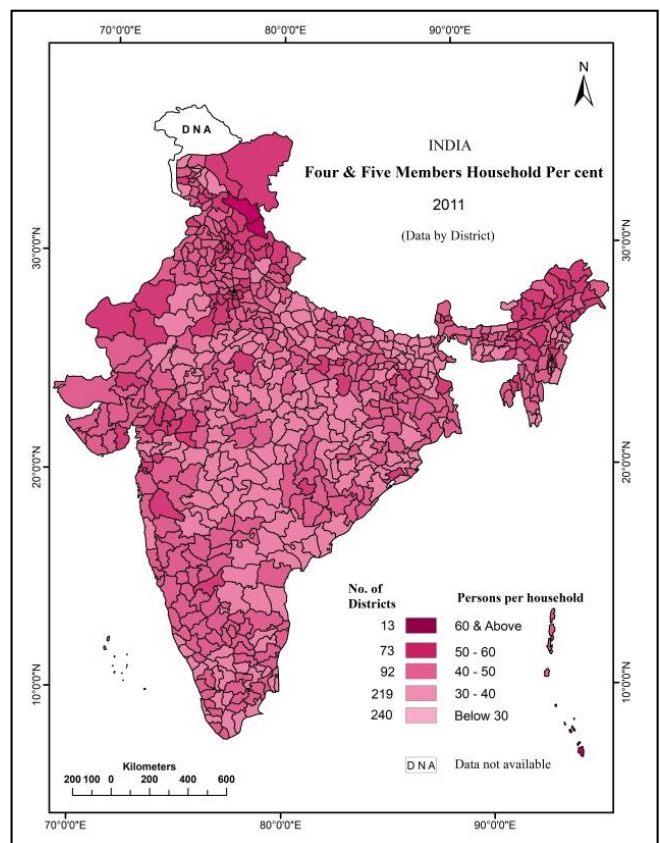 70°0'0"E 80°0'0"E 90°0'0"E
N
D N A
INDIA
Four & Five Members Household Per cent
2011
(Data by District)
30°0'0"N 30°0'0"N
20°0'0"N 20°0'0"N
No. of
Districts Persons per household
13 60 & Above
73 50 - 60
92 40 - 50
219 30 - 40
240 Below 30
10°0'0"N 10°0'0"N
D N A Data not available
Kilometers
200 100 0 200 400 600
70°0'0"E 80°0'0"E 90°0'0"E